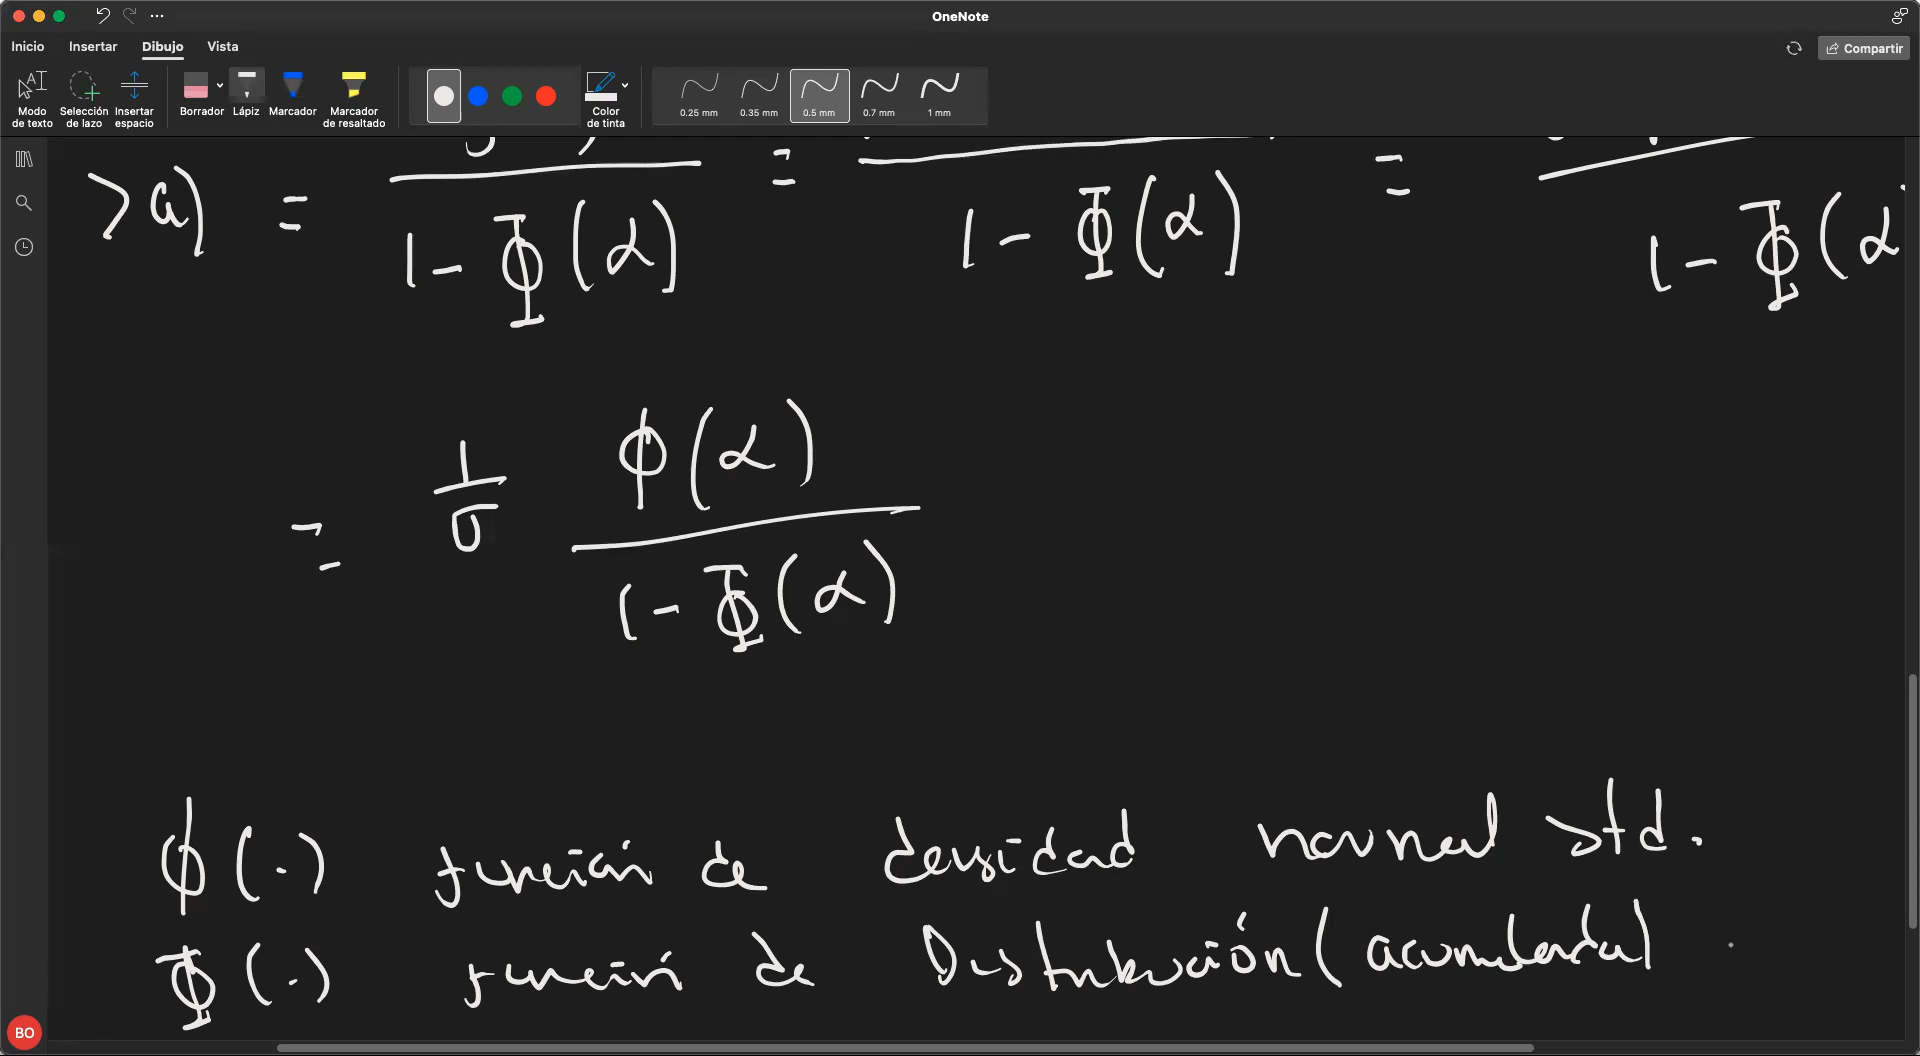 OneNote
Inicio Insertar Dibujo Vista
Compartir
Modo de texto Selección de lazo Insertar espacio Borrador Lápiz Marcador Marcador de resaltado Color de tinta 0.25 mm 0.35 mm 0.5 mm 0.7 mm 1 mm
>a) = / 1 - Φ(α) = / 1 - Φ(α) = / 1 - Φ(α
= 1/σ ϕ(α) / 1 - Φ(α)
ϕ(·) función de densidad normal std.
Φ(·) función de Distribución (acumulada)
BO